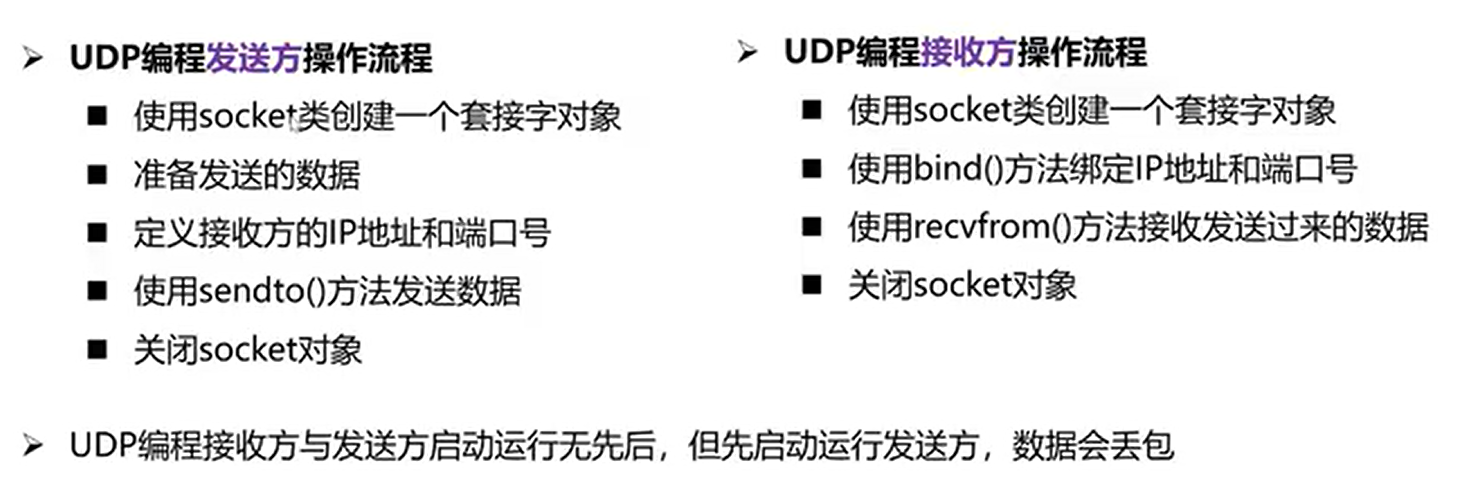 ➢ UDP编程发送方操作流程
■ 使用socket类创建一个套接字对象
■ 准备发送的数据
■ 定义接收方的IP地址和端口号
■ 使用sendto()方法发送数据
■ 关闭socket对象
➢ UDP编程接收方操作流程
■ 使用socket类创建一个套接字对象
■ 使用bind()方法绑定IP地址和端口号
■ 使用recvfrom()方法接收发送过来的数据
■ 关闭socket对象
➢ UDP编程接收方与发送方启动运行无先后，但先启动运行发送方，数据会丢包